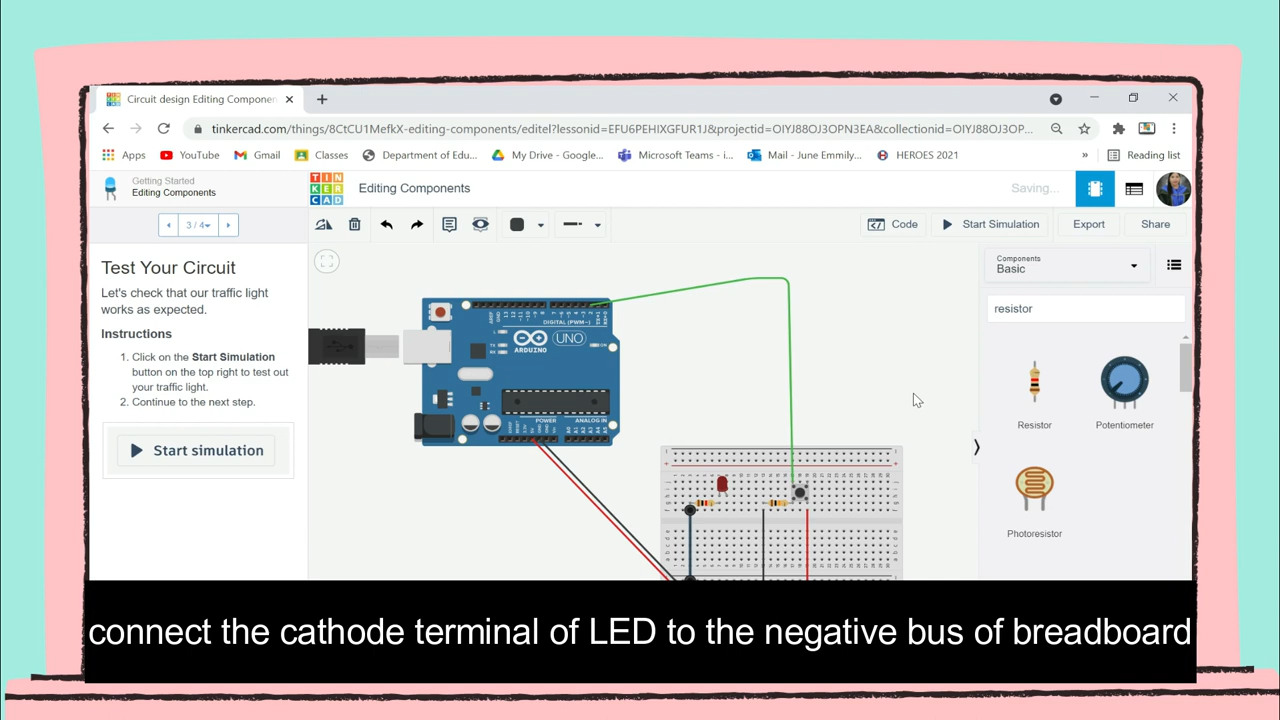 Circuit design Editing Componen
tinkercad.com/things/8CtCU1MefkX-editing-components/editel?lessonid=EFU6PEHIXGFUR1J&projectid=OIYJ88OJ3OPN3EA&collectionid=OIYJ88OJ3OP...
Apps
YouTube
Gmail
Classes
Department of Edu...
My Drive - Google...
Microsoft Teams - i...
Mail - June Emmily...
HEROES 2021
»
Reading list
Getting Started
Editing Components
TIN
KER
CAD
Editing Components
Saving...
3 / 4
Code
Start Simulation
Export
Share
Test Your Circuit
Let's check that our traffic light
works as expected.
Instructions
1. Click on the Start Simulation
button on the top right to test out
your traffic light.
2. Continue to the next step.
Start simulation
Components
Basic
resistor
Resistor
Potentiometer
Photoresistor
DIGITAL (PWM~)
UNO
ARDUINO
POWER
ANALOG IN
connect the cathode terminal of LED to the negative bus of breadboard